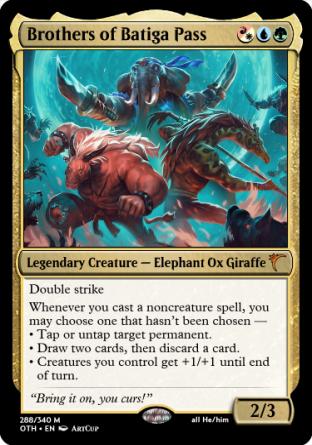 Brothers of Batiga Pass
Legendary Creature — Elephant Ox Giraffe
Double strike
Whenever you cast a noncreature spell, you
may choose one that hasn't been chosen —
• Tap or untap target permanent.
• Draw two cards, then discard a card.
• Creatures you control get +1/+1 until end
of turn.
"Bring it on, you curs!"
2/3
288/340 M
all He/him
OTH • EN ArtCup